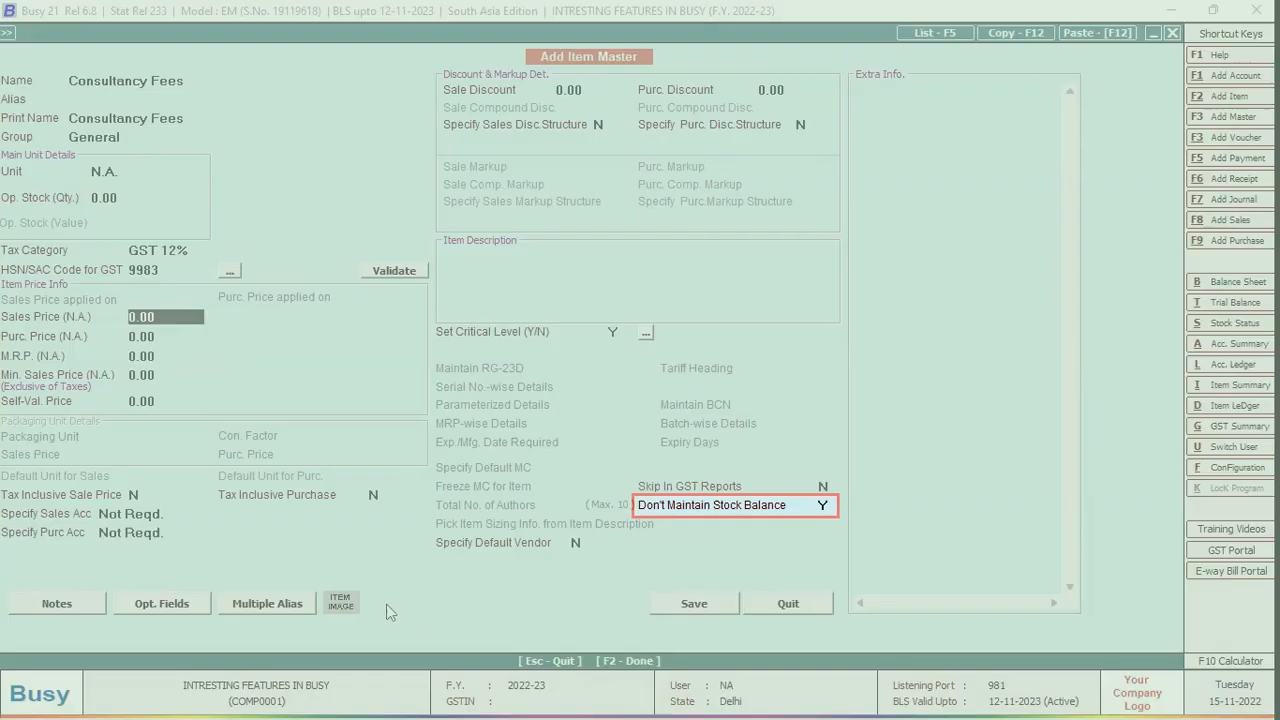 Busy 21 Rel 6.8 | Stat Rel 233 | Model : EM (S.No. 19119618) | BLS upto 12-11-2023 | South Asia Edition | INTRESTING FEATURES IN BUSY (F.Y. 2022-23)
>> List - F5 Copy - F12 Paste - [F12]
Add Item Master
Name Consultancy Fees
Alias
Print Name Consultancy Fees
Group General
Main Unit Details
Unit N.A.
Op. Stock (Qty.) 0.00
Op. Stock (Value)
Tax Category GST 12%
HSN/SAC Code for GST 9983 ... Validate
Item Price Info
Sales Price applied on Purc. Price applied on
Sales Price (N.A.) 0.00
Purc. Price (N.A.) 0.00
M.R.P. (N.A.) 0.00
Min. Sales Price (N.A.) 0.00
(Exclusive of Taxes)
Self-Val. Price 0.00
Packaging Unit Details
Packaging Unit Con. Factor
Sales Price Purc. Price
Default Unit for Sales Default Unit for Purc.
Tax Inclusive Sale Price N Tax Inclusive Purchase N
Specify Sales Acc Not Reqd.
Specify Purc Acc Not Reqd.
Notes Opt. Fields Multiple Alias ITEM IMAGE
Discount & Markup Det.
Sale Discount 0.00 Purc. Discount 0.00
Sale Compound Disc. Purc. Compound Disc.
Specify Sales Disc.Structure N Specify Purc. Disc.Structure N
Sale Markup Purc. Markup
Sale Comp. Markup Purc. Comp. Markup
Specify Sales Markup Structure Specify Purc.Markup Structure
Item Description
Set Critical Level (Y/N) Y ...
Maintain RG-23D Tariff Heading
Serial No.-wise Details
Parameterized Details Maintain BCN
MRP-wise Details Batch-wise Details
Exp./Mfg. Date Required Expiry Days
Specify Default MC
Freeze MC for Item Skip In GST Reports N
Total No. of Authors ( Max. 10 ) Don't Maintain Stock Balance Y
Pick Item Sizing Info. from Item Description
Specify Default Vendor N
Save Quit
Extra Info.
Shortcut Keys
F1 Help
F1 Add Account
F2 Add Item
F3 Add Master
F3 Add Voucher
F5 Add Payment
F6 Add Receipt
F7 Add Journal
F8 Add Sales
F9 Add Purchase
B Balance Sheet
T Trial Balance
S Stock Status
A Acc. Summary
L Acc. Ledger
I Item Summary
D Item LeDger
G GST Summary
U Switch User
F ConFiguration
K LocK Program
Training Videos
GST Portal
E-way Bill Portal
[ Esc - Quit ] [ F2 - Done ] F10 Calculator
Busy
INTRESTING FEATURES IN BUSY
(COMP0001)
F.Y. : 2022-23
GSTIN :
User : NA
State : Delhi
Listening Port : 981
BLS Valid Upto : 12-11-2023 (Active)
Your
Company
Logo
Tuesday
15-11-2022